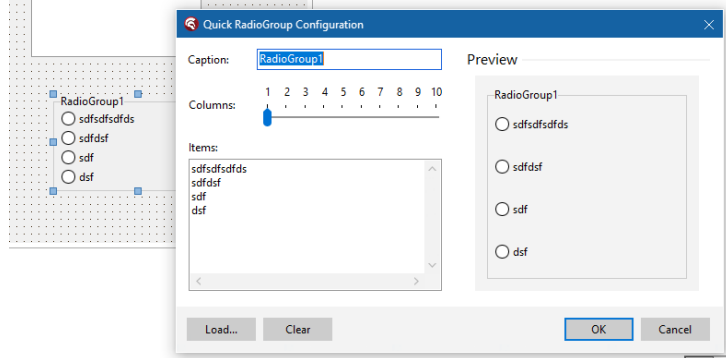 Quick RadioGroup Configuration
Caption:
RadioGroup1
Columns:
1 2 3 4 5 6 7 8 9 10
Items:
sdfsdfsdfds
sdfdsf
sdf
dsf
Preview
RadioGroup1
sdfsdfsdfds
sdfdsf
sdf
dsf
Load...
Clear
OK
Cancel
RadioGroup1
sdfsdfsdfds
sdfdsf
sdf
dsf